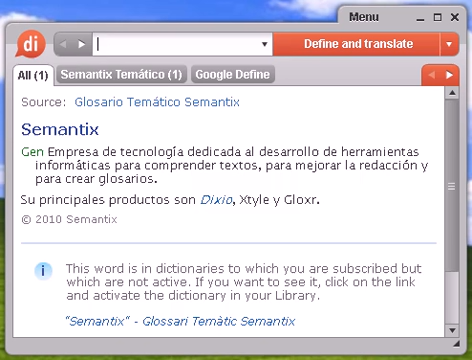 Menu
di
Define and translate
All (1)
Semantix Temático (1)
Google Define
Source: Glosario Temático Semantix
Semantix
Gen Empresa de tecnología dedicada al desarrollo de herramientas
informáticas para comprender textos, para mejorar la redacción y
para crear glosarios.
Su principales productos son Dixio, Xtyle y Gloxr.
© 2010 Semantix
i
This word is in dictionaries to which you are subscribed but
which are not active. If you want to see it, click on the link
and activate the dictionary in your Library.
"Semantix" - Glossari Temàtic Semantix